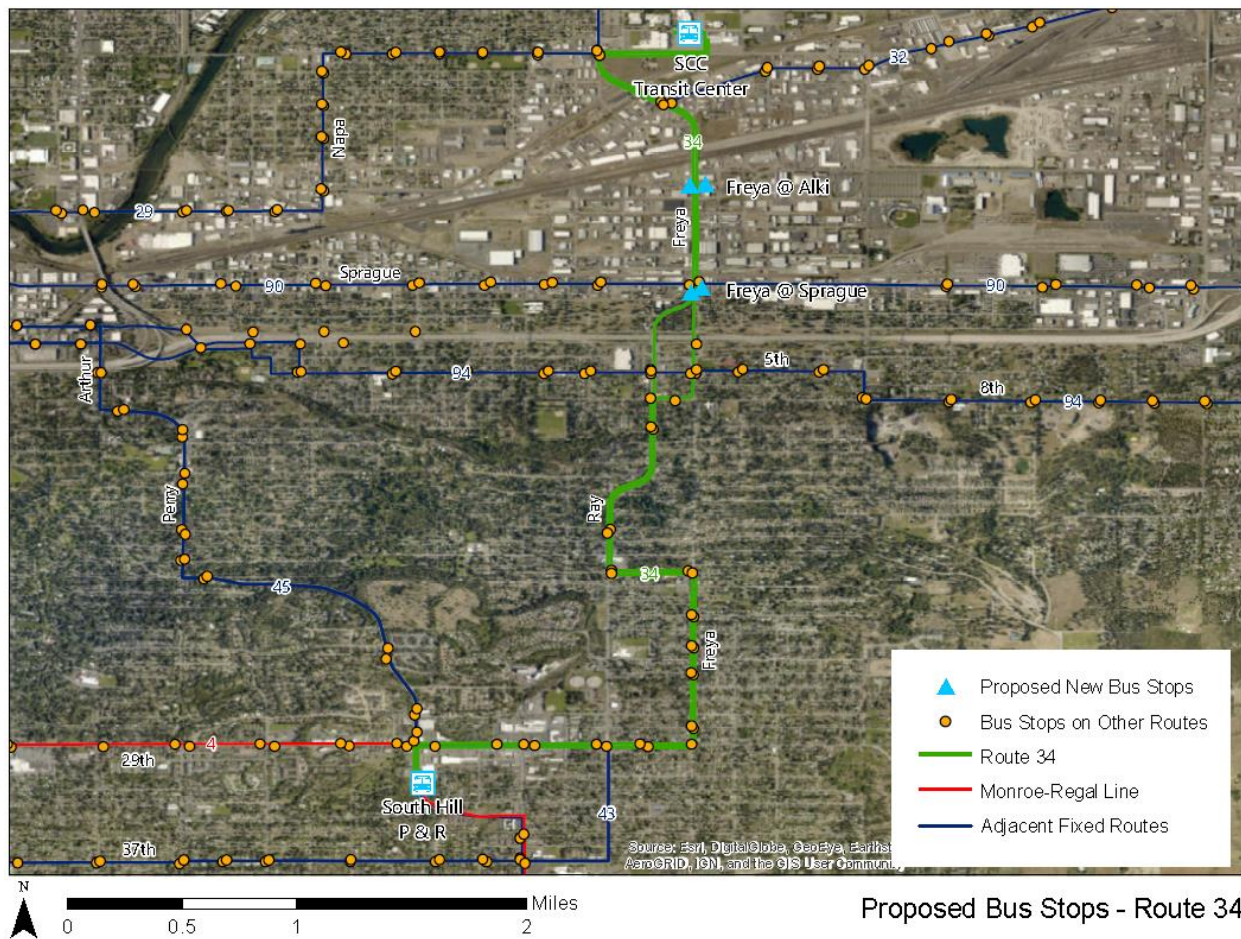 SCC
Transit Center
32
Napa
34
Freya @ Alki
29
Freya
Sprague
90
Freya @ Sprague
90
Arthur
94
5th
8th
94
Perry
Ray
45
34
Freya
4
29th
South Hill
P & R
43
37th
Proposed New Bus Stops
Bus Stops on Other Routes
Route 34
Monroe-Regal Line
Adjacent Fixed Routes
Source: Esri, DigitalGlobe, GeoEye, Earthst
AeroGRID, IGN, and the GIS User Community
N
Miles
0 0.5 1 2
Proposed Bus Stops - Route 34